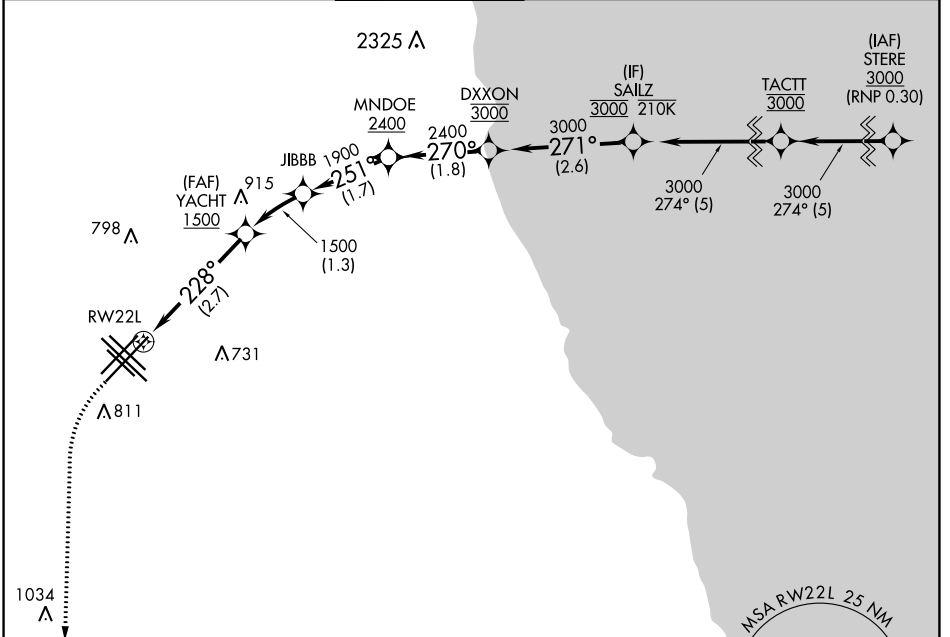 2325
(IAF)
STERE
3000
(RNP 0.30)
TACTT
3000
(IF)
SAILZ
3000 210K
DXXON
3000
MNDOE
2400
3000
274° (5)
3000
274° (5)
3000
271°
(2.6)
2400
270°
(1.8)
1900
251°
(1.7)
JIBBB
1500
(1.3)
(FAF)
YACHT
1500
915
798
228°
(2.7)
RW22L
731
811
1034
MSA RW22L 25 NM